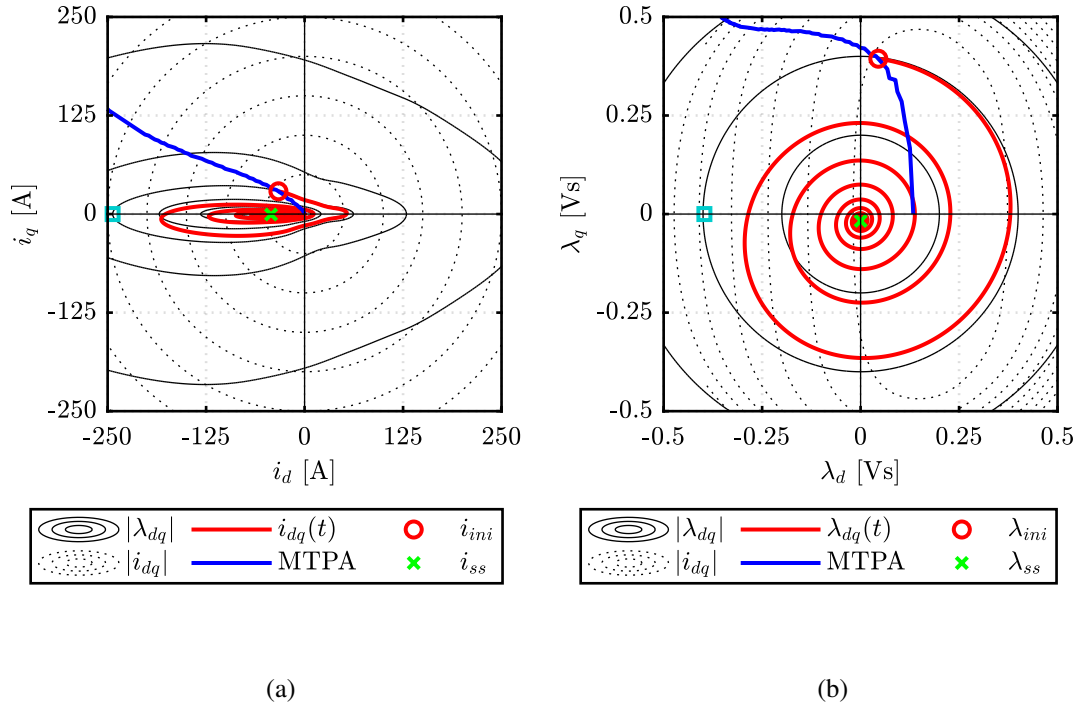 250
125
0
-125
-250
-250
-125
0
125
250
i_q [A]
i_d [A]
0.5
0.25
0
-0.25
-0.5
-0.5
-0.25
0
0.25
0.5
λ_q [Vs]
λ_d [Vs]
|λ_dq| i_dq(t) i_ini
|i_dq| MTPA i_ss
|λ_dq| λ_dq(t) λ_ini
|i_dq| MTPA λ_ss
(a)
(b)